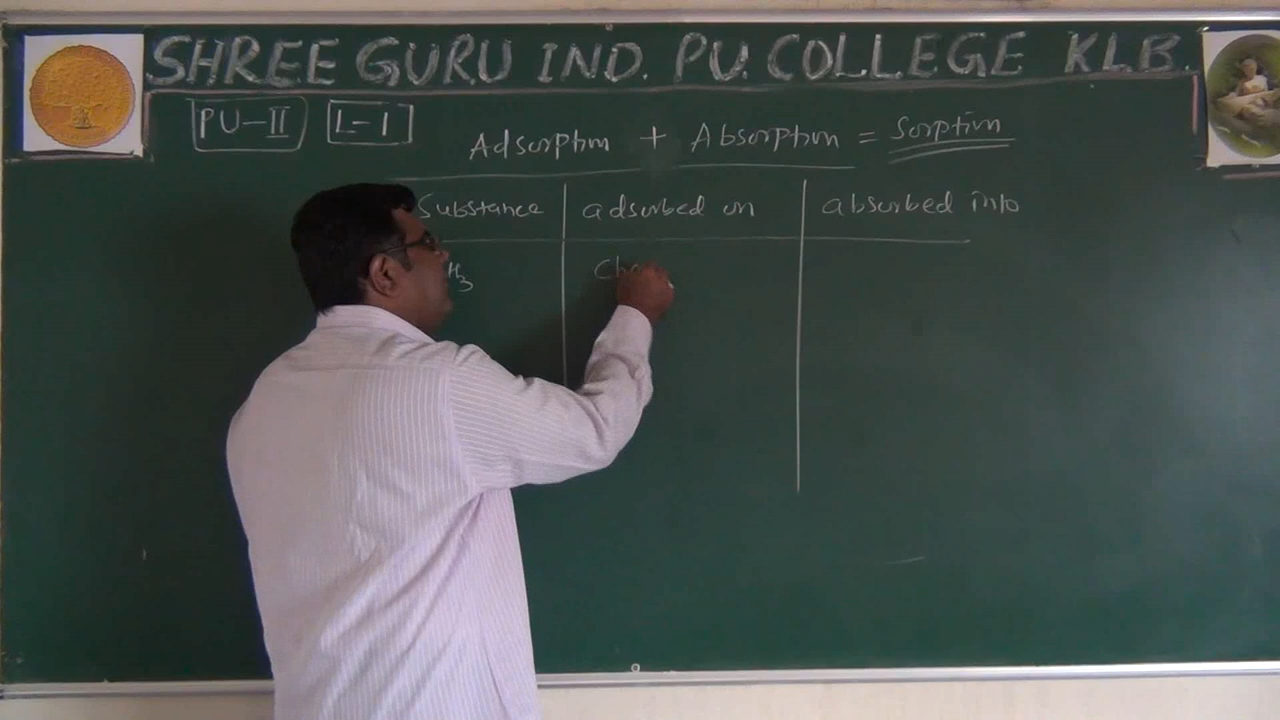 SHREE GURU IND. PU. COLLEGE KLB.
PU-II L-1
Adsorption + Absorption = Sorption
Substance adsorbed on absorbed into
H3 Cha